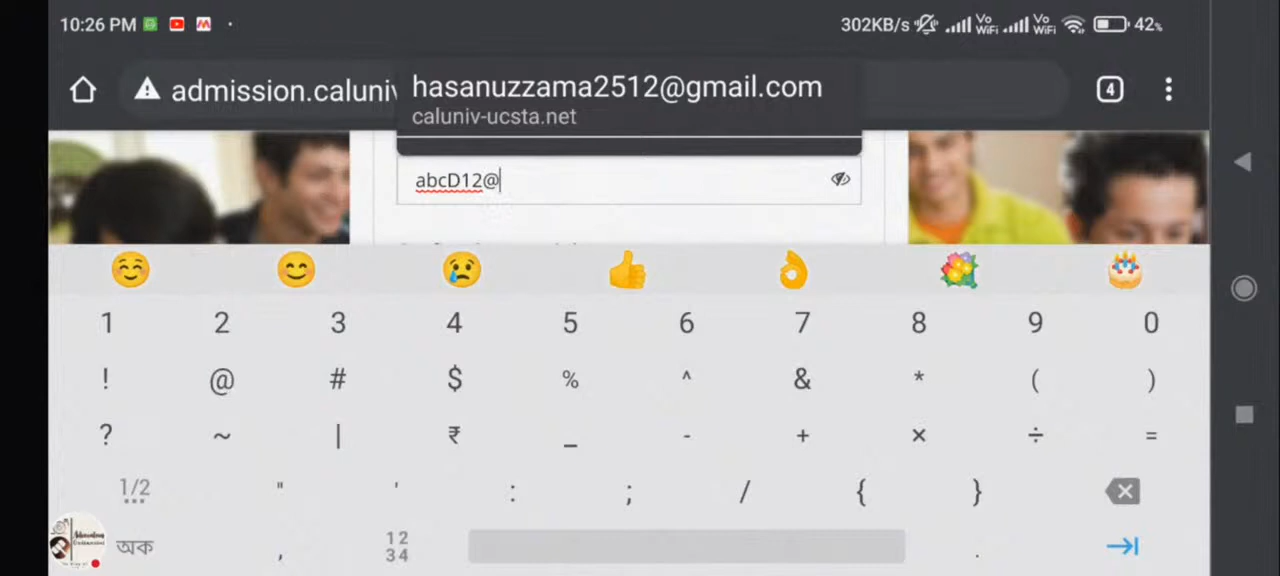 10:26 PM
302KB/s Vo WiFi Vo WiFi 42%
admission.caluniv
4
hasanuzzama2512@gmail.com
caluniv-ucsta.net
abcD12@
1 2 3 4 5 6 7 8 9 0
! @ # $ % ^ & * ( )
? ~ | ₹ _ - + × ÷ =
1/2 " ' : ; / { }
অক , 12 34 .